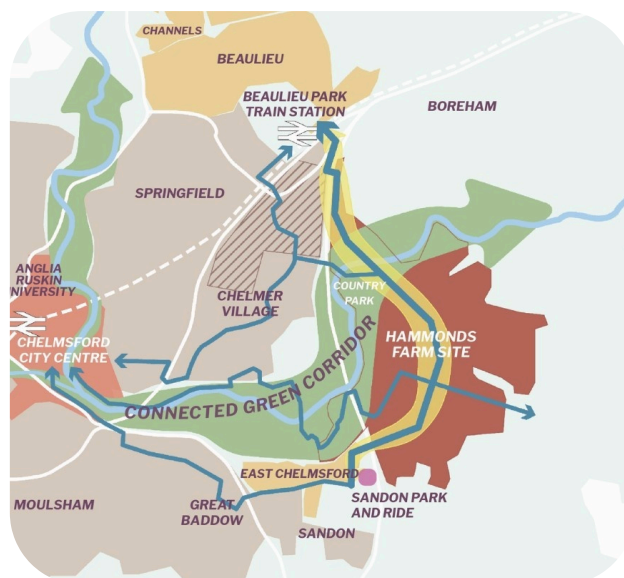 CHANNELS
BEAULIEU
BEAULIEU PARK
TRAIN STATION
BOREHAM
SPRINGFIELD
ANGLIA
RUSKIN
UNIVERSITY
CHELMER
VILLAGE
COUNTRY
PARK
CHELMSFORD
CITY CENTRE
HAMMONDS
FARM SITE
CONNECTED GREEN CORRIDOR
EAST CHELMSFORD
MOULSHAM
GREAT
BADDOW
SANDON
SANDON PARK
AND RIDE